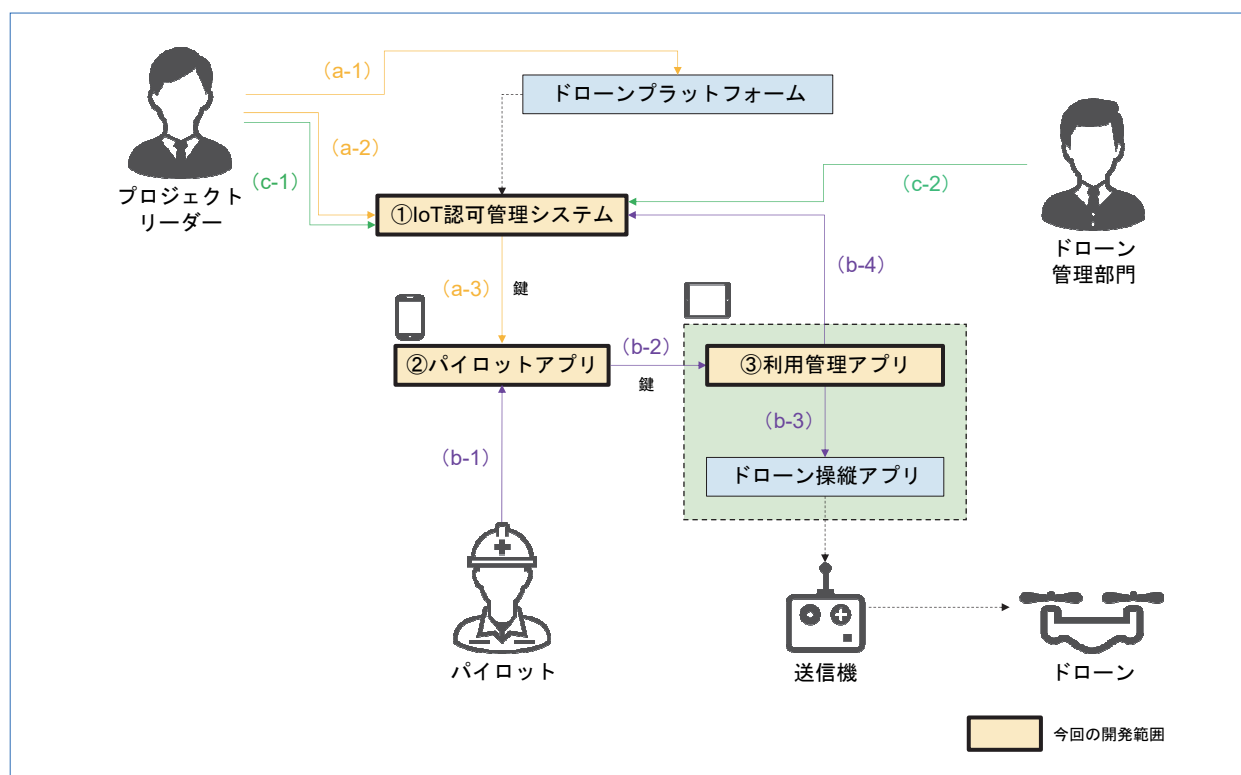 (a-1)
ドローンプラットフォーム
(a-2)
プロジェクト
リーダー
(c-1)
(c-2)
①IoT認可管理システム
ドローン
管理部門
(b-4)
(a-3)
鍵
②パイロットアプリ
(b-2)
鍵
③利用管理アプリ
(b-3)
(b-1)
ドローン操縦アプリ
パイロット
送信機
ドローン
今回の開発範囲